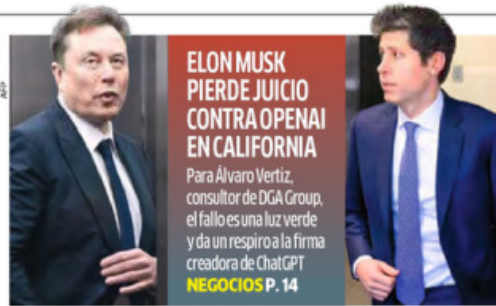 AFP
ELON MUSK
PIERDE JUICIO
CONTRA OPENAI
EN CALIFORNIA
Para Álvaro Vertiz,
consultor de DGA Group,
el fallo es una luz verde
y da un respiro a la firma
creadora de ChatGPT
NEGOCIOS P. 14